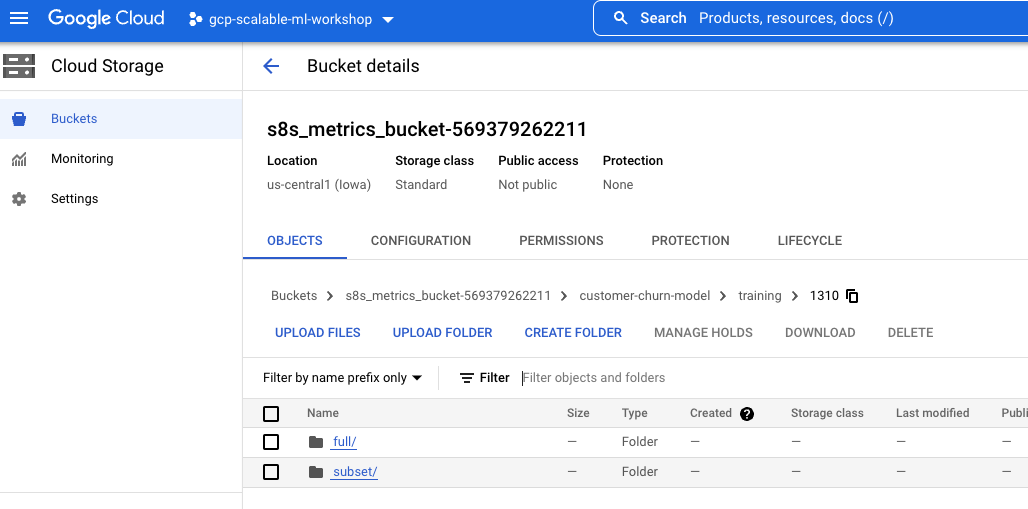 Google Cloud gcp-scalable-ml-workshop Search Products, resources, docs (/)
Cloud Storage
Buckets
Monitoring
Settings
Bucket details
s8s_metrics_bucket-569379262211
Location Storage class Public access Protection
us-central1 (Iowa) Standard Not public None
OBJECTS CONFIGURATION PERMISSIONS PROTECTION LIFECYCLE
Buckets > s8s_metrics_bucket-569379262211 > customer-churn-model > training > 1310
UPLOAD FILES UPLOAD FOLDER CREATE FOLDER MANAGE HOLDS DOWNLOAD DELETE
Filter by name prefix only Filter Filter objects and folders
Name Size Type Created ? Storage class Last modified Publi
full/ — Folder — — — —
subset/ — Folder — — — —